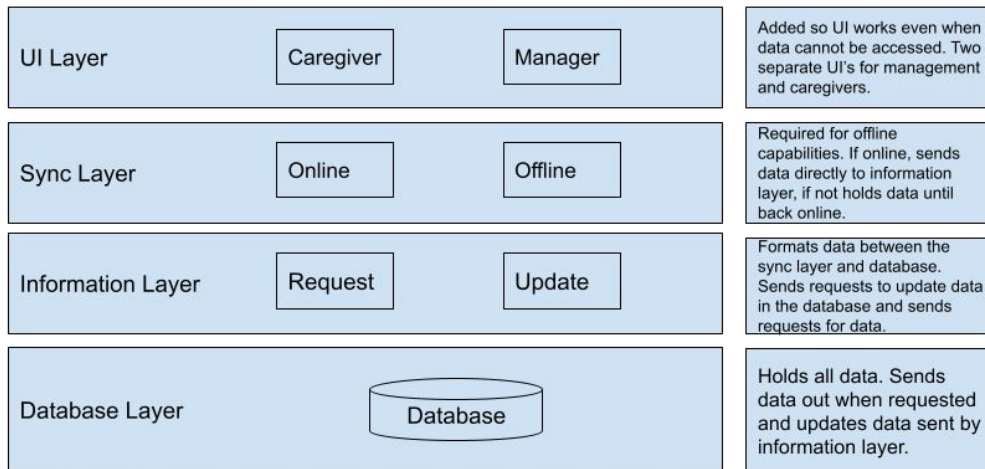 UI Layer
Caregiver
Manager
Added so UI works even when
data cannot be accessed. Two
separate UI's for management
and caregivers.
Sync Layer
Online
Offline
Required for offline
capabilities. If online, sends
data directly to information
layer, if not holds data until
back online.
Information Layer
Request
Update
Formats data between the
sync layer and database.
Sends requests to update data
in the database and sends
requests for data.
Database Layer
Database
Holds all data. Sends
data out when requested
and updates data sent by
information layer.